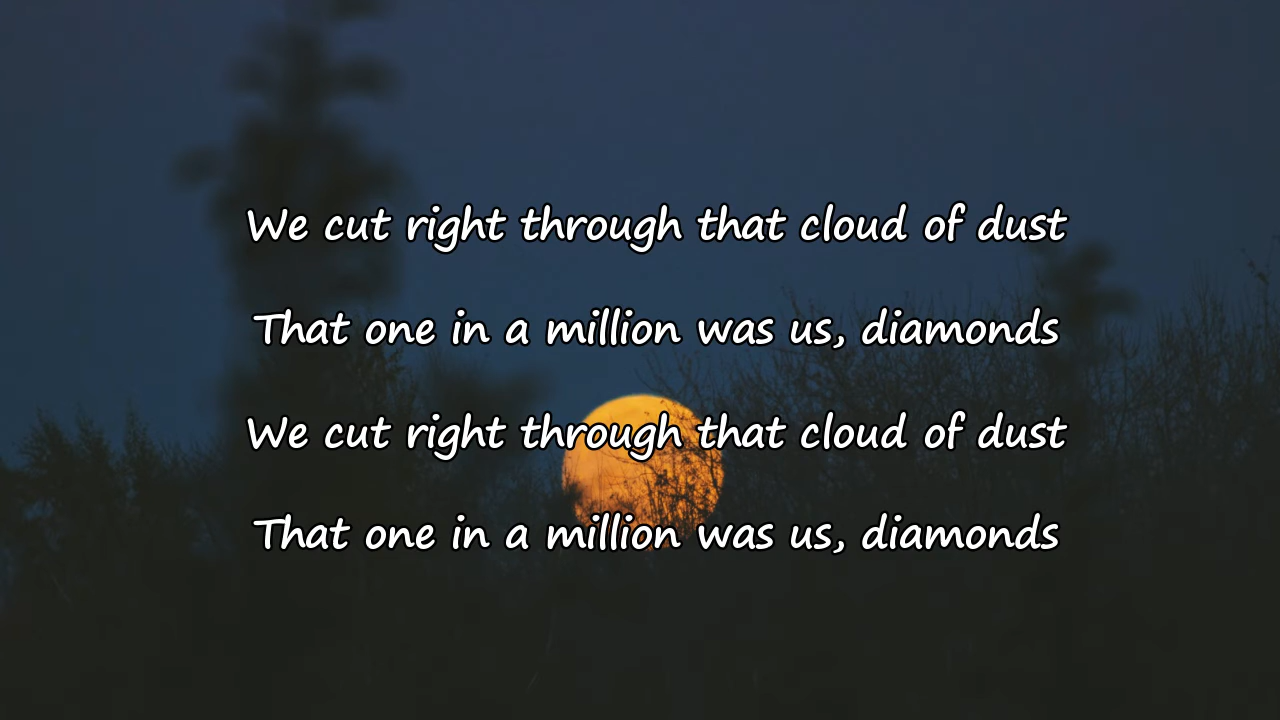 We cut right through that cloud of dust
That one in a million was us, diamonds
We cut right through that cloud of dust
That one in a million was us, diamonds